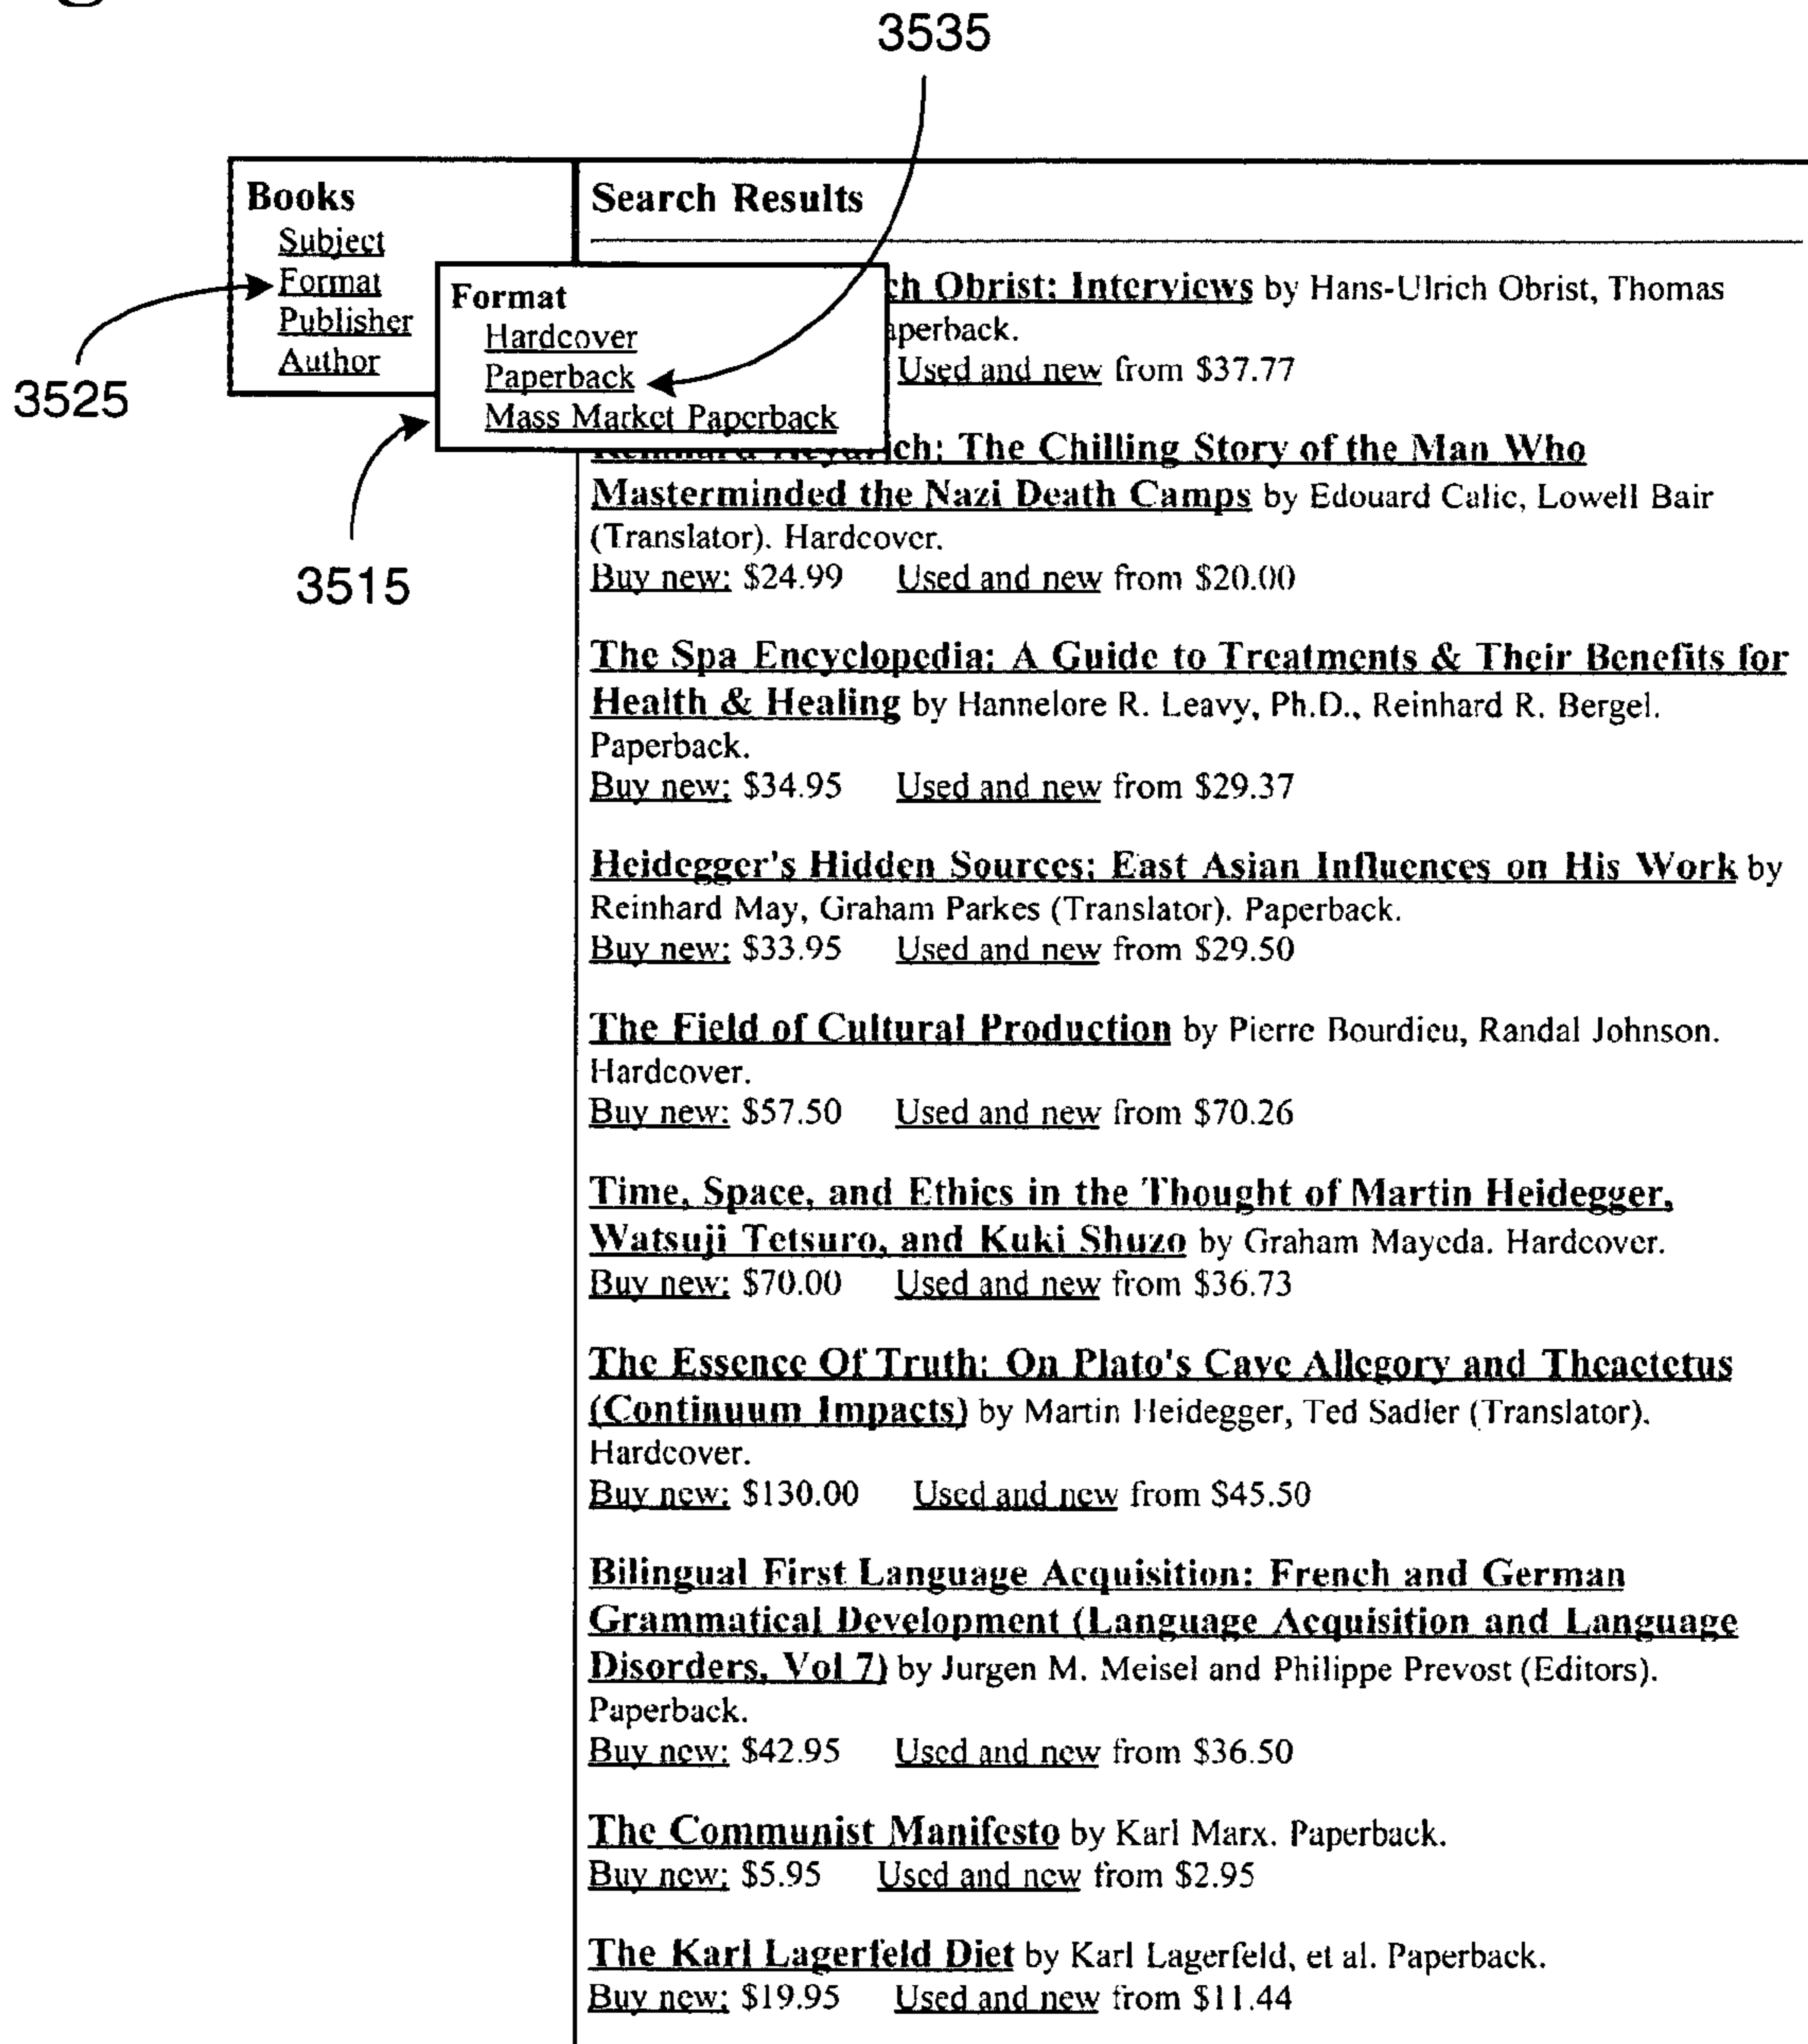 3535
Books
Subject
Format
Publisher
Author
3525
Format
Hardcover
Paperback
Mass Market Paperback
3515
Search Results
ch Obrist: Interviews by Hans-Ulrich Obrist, Thomas
aperback.
Used and new from $37.77
ch: The Chilling Story of the Man Who
Masterminded the Nazi Death Camps by Edouard Calic, Lowell Bair
(Translator). Hardcover.
Buy new: $24.99 Used and new from $20.00
The Spa Encyclopedia: A Guide to Treatments & Their Benefits for
Health & Healing by Hannelore R. Leavy, Ph.D., Reinhard R. Bergel.
Paperback.
Buy new: $34.95 Used and new from $29.37
Heidegger's Hidden Sources: East Asian Influences on His Work by
Reinhard May, Graham Parkes (Translator). Paperback.
Buy new: $33.95 Used and new from $29.50
The Field of Cultural Production by Pierre Bourdieu, Randal Johnson.
Hardcover.
Buy new: $57.50 Used and new from $70.26
Time, Space, and Ethics in the Thought of Martin Heidegger,
Watsuji Tetsuro, and Kuki Shuzo by Graham Mayeda. Hardcover.
Buy new: $70.00 Used and new from $36.73
The Essence Of Truth: On Plato's Cave Allegory and Theaetetus
(Continuum Impacts) by Martin Heidegger, Ted Sadler (Translator).
Hardcover.
Buy new: $130.00 Used and new from $45.50
Bilingual First Language Acquisition: French and German
Grammatical Development (Language Acquisition and Language
Disorders, Vol 7) by Jurgen M. Meisel and Philippe Prevost (Editors).
Paperback.
Buy new: $42.95 Used and new from $36.50
The Communist Manifesto by Karl Marx. Paperback.
Buy new: $5.95 Used and new from $2.95
The Karl Lagerfeld Diet by Karl Lagerfeld, et al. Paperback.
Buy new: $19.95 Used and new from $11.44